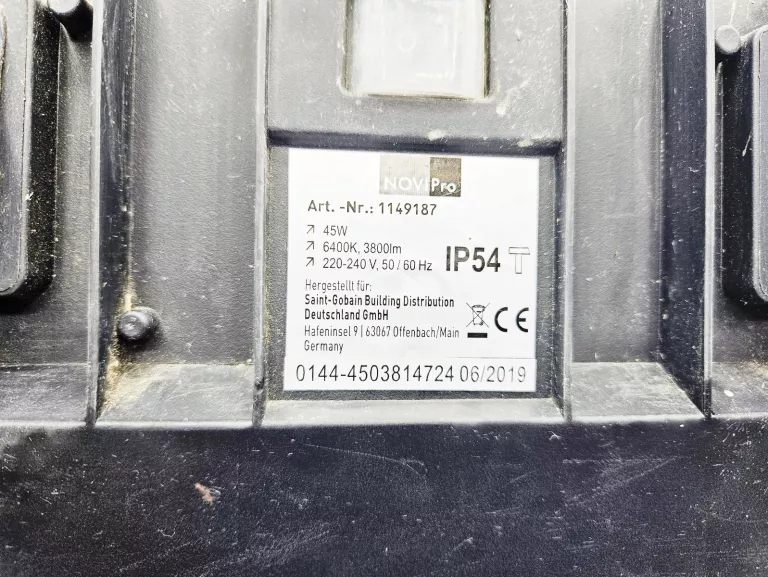 NOVIPro
Art. -Nr.: 1149187
↗ 45W
↗ 6400K, 3800lm
↗ 220-240 V, 50 / 60 Hz
IP54
Hergestellt für:
Saint-Gobain Building Distribution
Deutschland GmbH
Hafeninsel 9 | 63067 Offenbach/Main
Germany
CE
0144-4503814724 06/2019